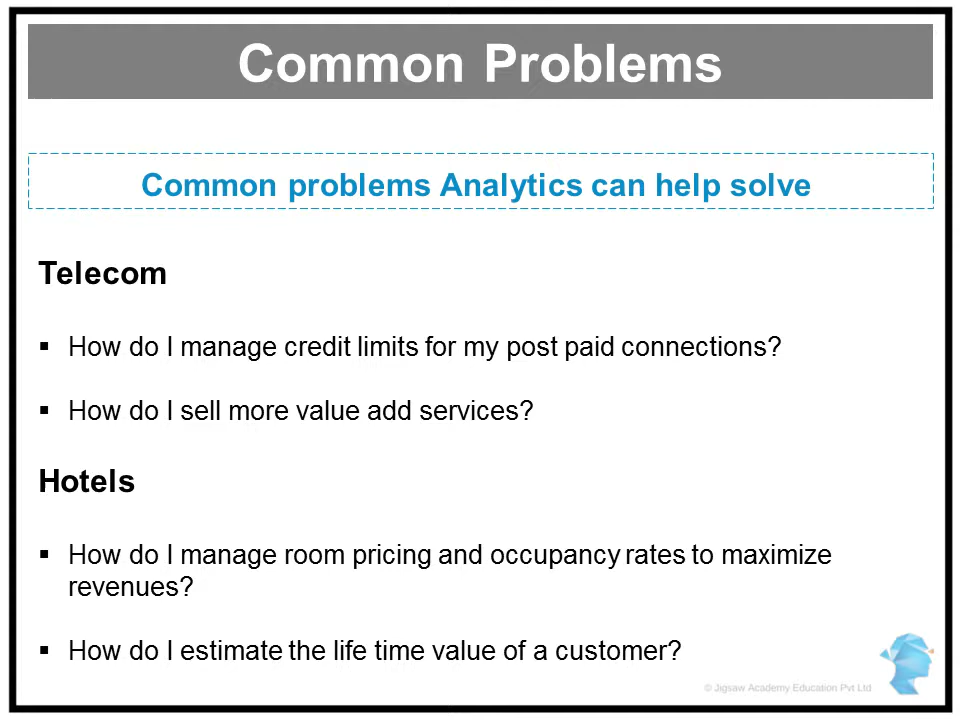 Common Problems
Common problems Analytics can help solve
Telecom
▪ How do I manage credit limits for my post paid connections?
▪ How do I sell more value add services?
Hotels
▪ How do I manage room pricing and occupancy rates to maximize
revenues?
▪ How do I estimate the life time value of a customer?
© Jigsaw Academy Education Pvt Ltd